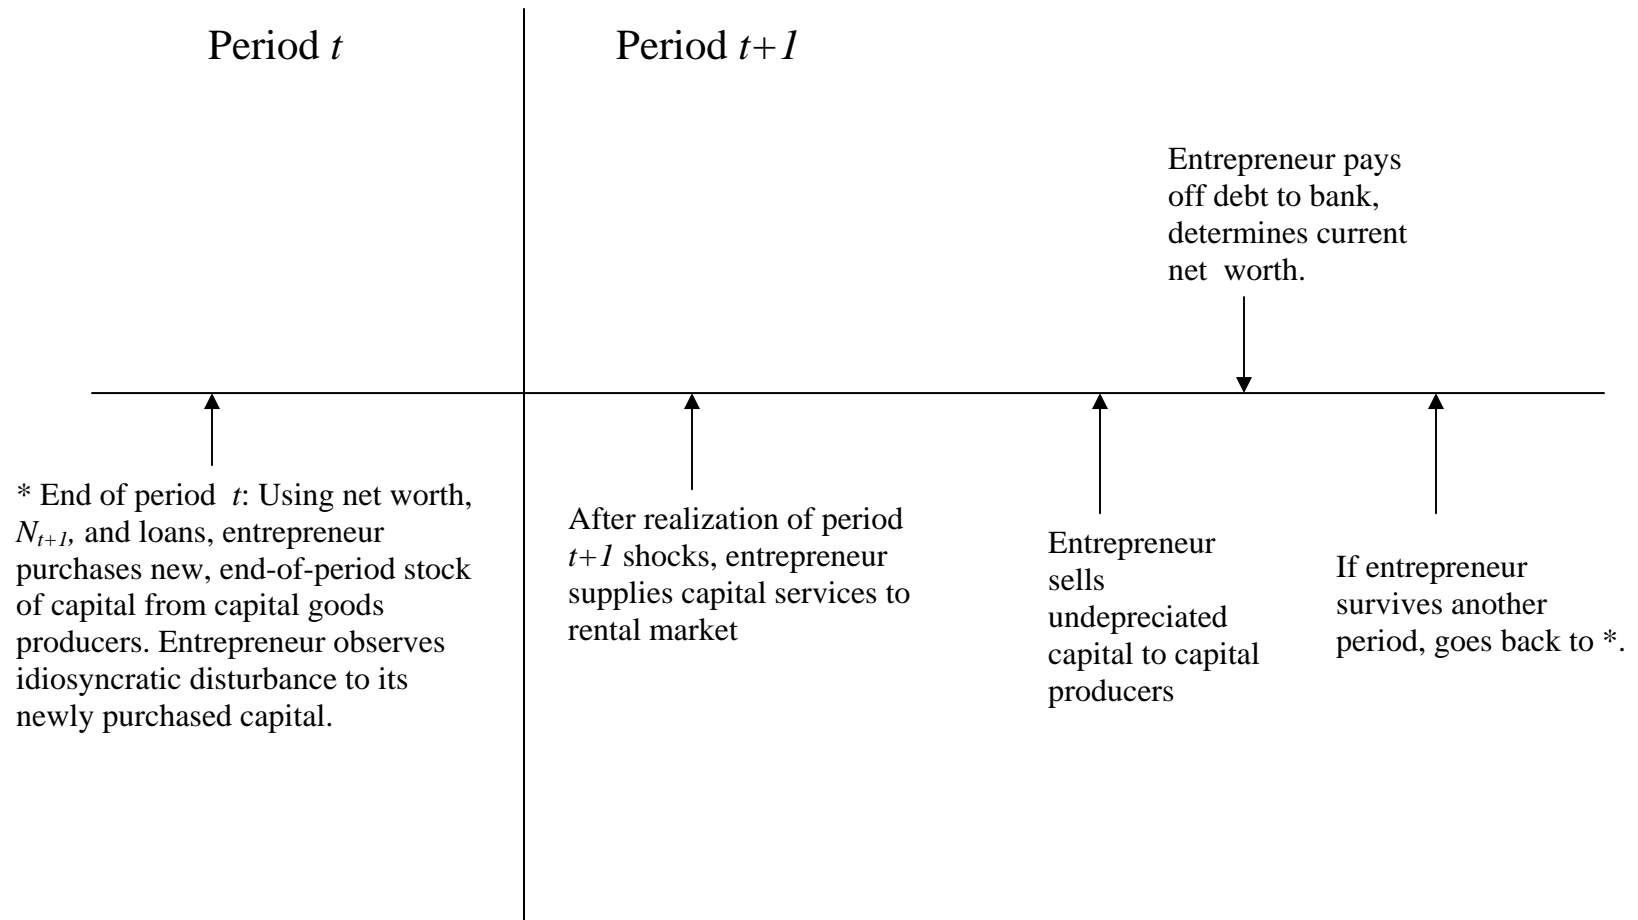 Period t
Period t+1
Entrepreneur pays
off debt to bank,
determines current
net worth.
* End of period t: Using net worth,
N_{t+1}, and loans, entrepreneur
purchases new, end-of-period stock
of capital from capital goods
producers. Entrepreneur observes
idiosyncratic disturbance to its
newly purchased capital.
After realization of period
t+1 shocks, entrepreneur
supplies capital services to
rental market
Entrepreneur
sells
undepreciated
capital to capital
producers
If entrepreneur
survives another
period, goes back to *.